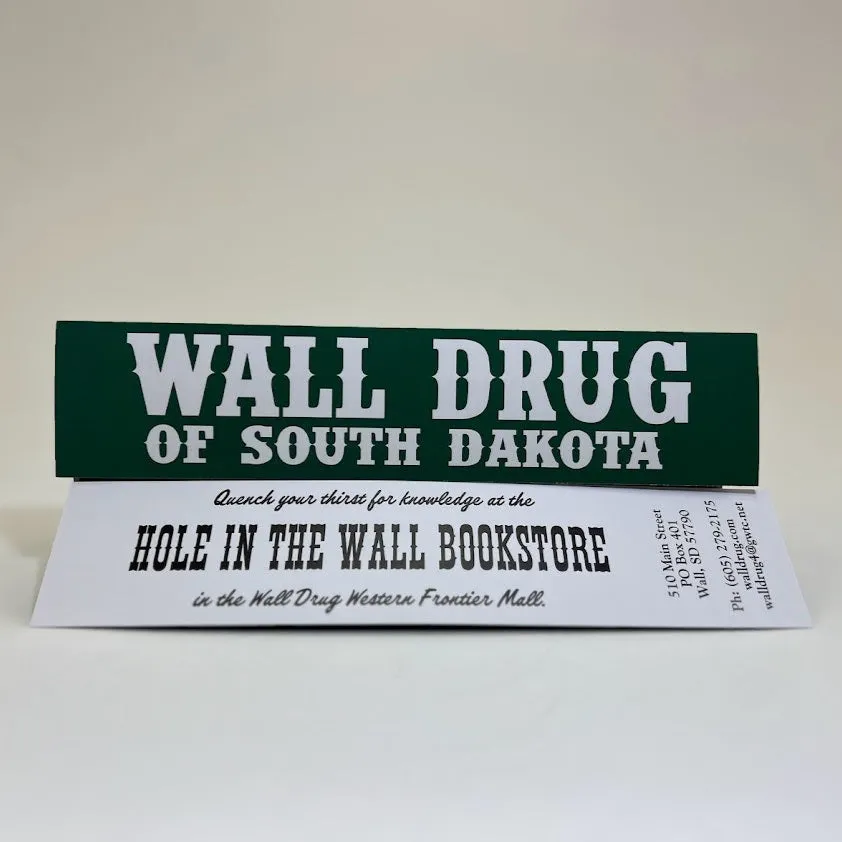 WALL DRUG
OF SOUTH DAKOTA
Quench your thirst for knowledge at the
HOLE IN THE WALL BOOKSTORE
in the Wall Drug Western Frontier Mall.
510 Main Street
PO Box 401
Wall, SD 57790
Ph: (605) 279-2175
walldrug.com
walldrug4@gwtc.net